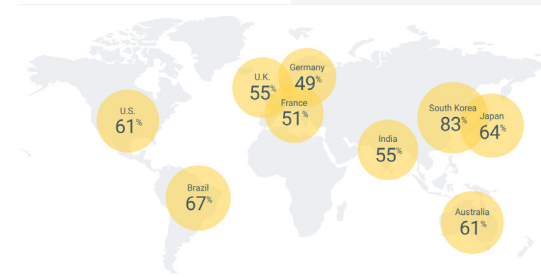 Germany
49%
U.K.
55%
France
51%
U.S.
61%
South Korea
83%
Japan
64%
India
55%
Brazil
67%
Australia
61%